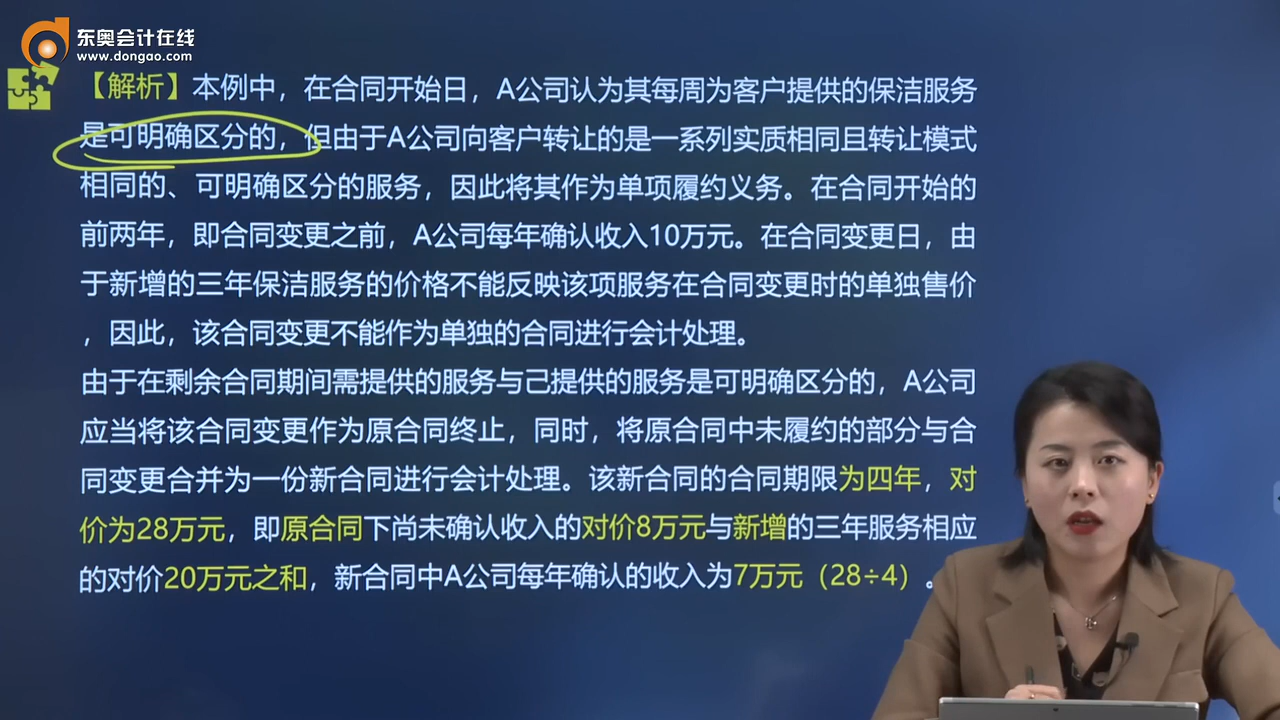 东奥会计在线
www.dongao.com
【解析】本例中，在合同开始日，A公司认为其每周为客户提供的保洁服务
是可明确区分的，但由于A公司向客户转让的是一系列实质相同且转让模式
相同的、可明确区分的服务，因此将其作为单项履约义务。在合同开始的
前两年，即合同变更之前，A公司每年确认收入10万元。在合同变更日，由
于新增的三年保洁服务的价格不能反映该项服务在合同变更时的单独售价
，因此，该合同变更不能作为单独的合同进行会计处理。
由于在剩余合同期间需提供的服务与己提供的服务是可明确区分的，A公司
应当将该合同变更作为原合同终止，同时，将原合同中未履约的部分与合
同变更合并为一份新合同进行会计处理。该新合同的合同期限为四年，对
价为28万元，即原合同下尚未确认收入的对价8万元与新增的三年服务相应
的对价20万元之和，新合同中A公司每年确认的收入为7万元（28÷4）。